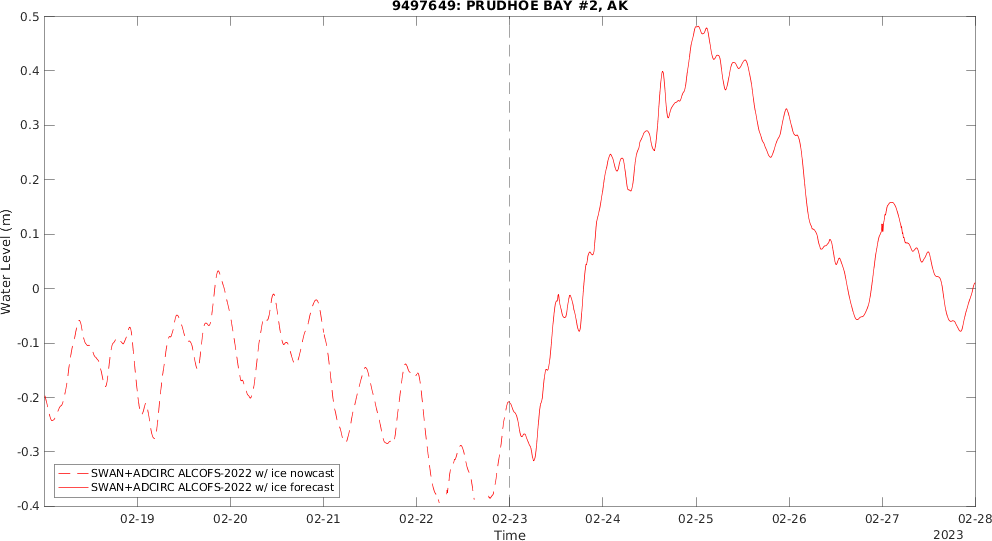 9497649: PRUDHOE BAY #2, AK
0.5
0.4
0.3
0.2
0.1
0
-0.1
-0.2
-0.3
-0.4
Water Level (m)
SWAN+ADCIRC ALCOFS-2022 w/ ice nowcast
SWAN+ADCIRC ALCOFS-2022 w/ ice forecast
02-19 02-20 02-21 02-22 02-23 02-24 02-25 02-26 02-27 02-28
Time
2023